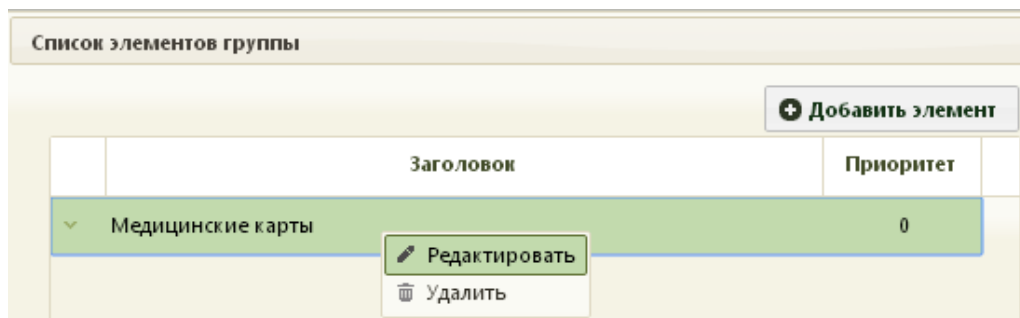 Список элементов группы
Добавить элемент
Заголовок Приоритет
Медицинские карты 0
Редактировать
Удалить